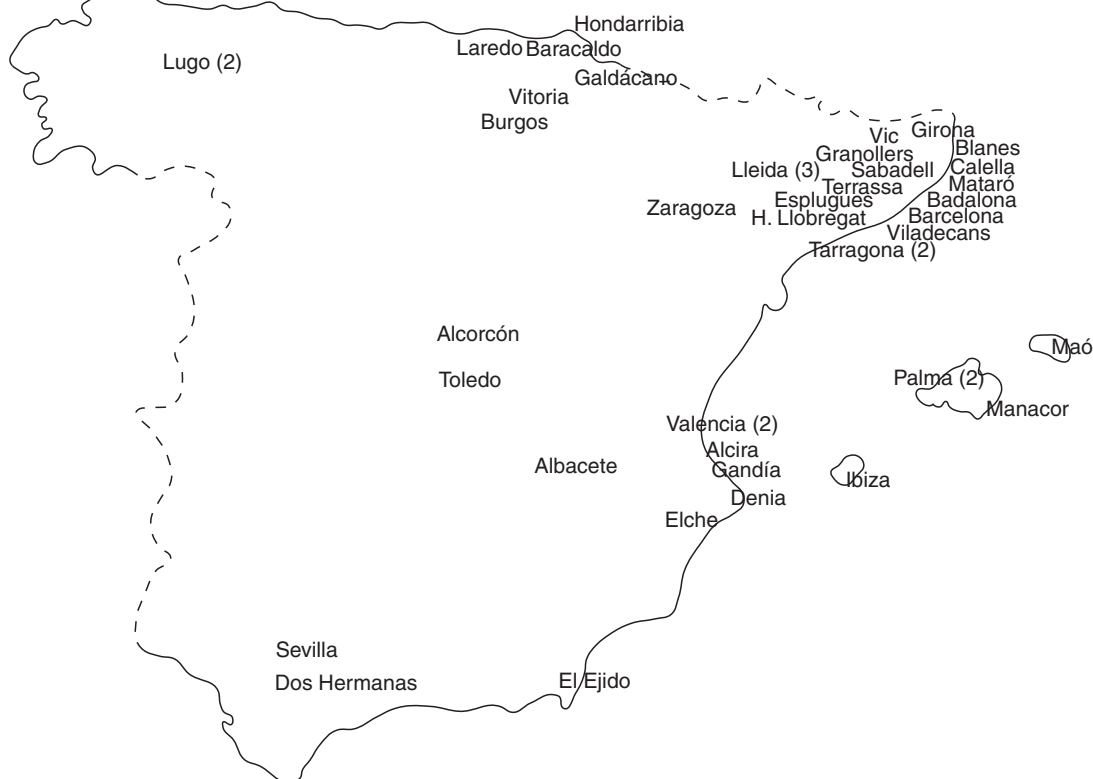 Hondarribia
Laredo Baracaldo
Lugo (2)
Galdácano
Vitoria
Burgos
Vic Girona
Granollers Blanes
Lleida (3) Sabadell Calella
Terrassa Mataró
Esplugues Badalona
Zaragoza H. Llobregat Barcelona
Viladecans
Tarragona (2)
Alcorcón
Maó
Toledo Palma (2)
Manacor
Valencia (2)
Alcira
Albacete Gandía
Ibiza
Denia
Elche
Sevilla
Dos Hermanas El Ejido